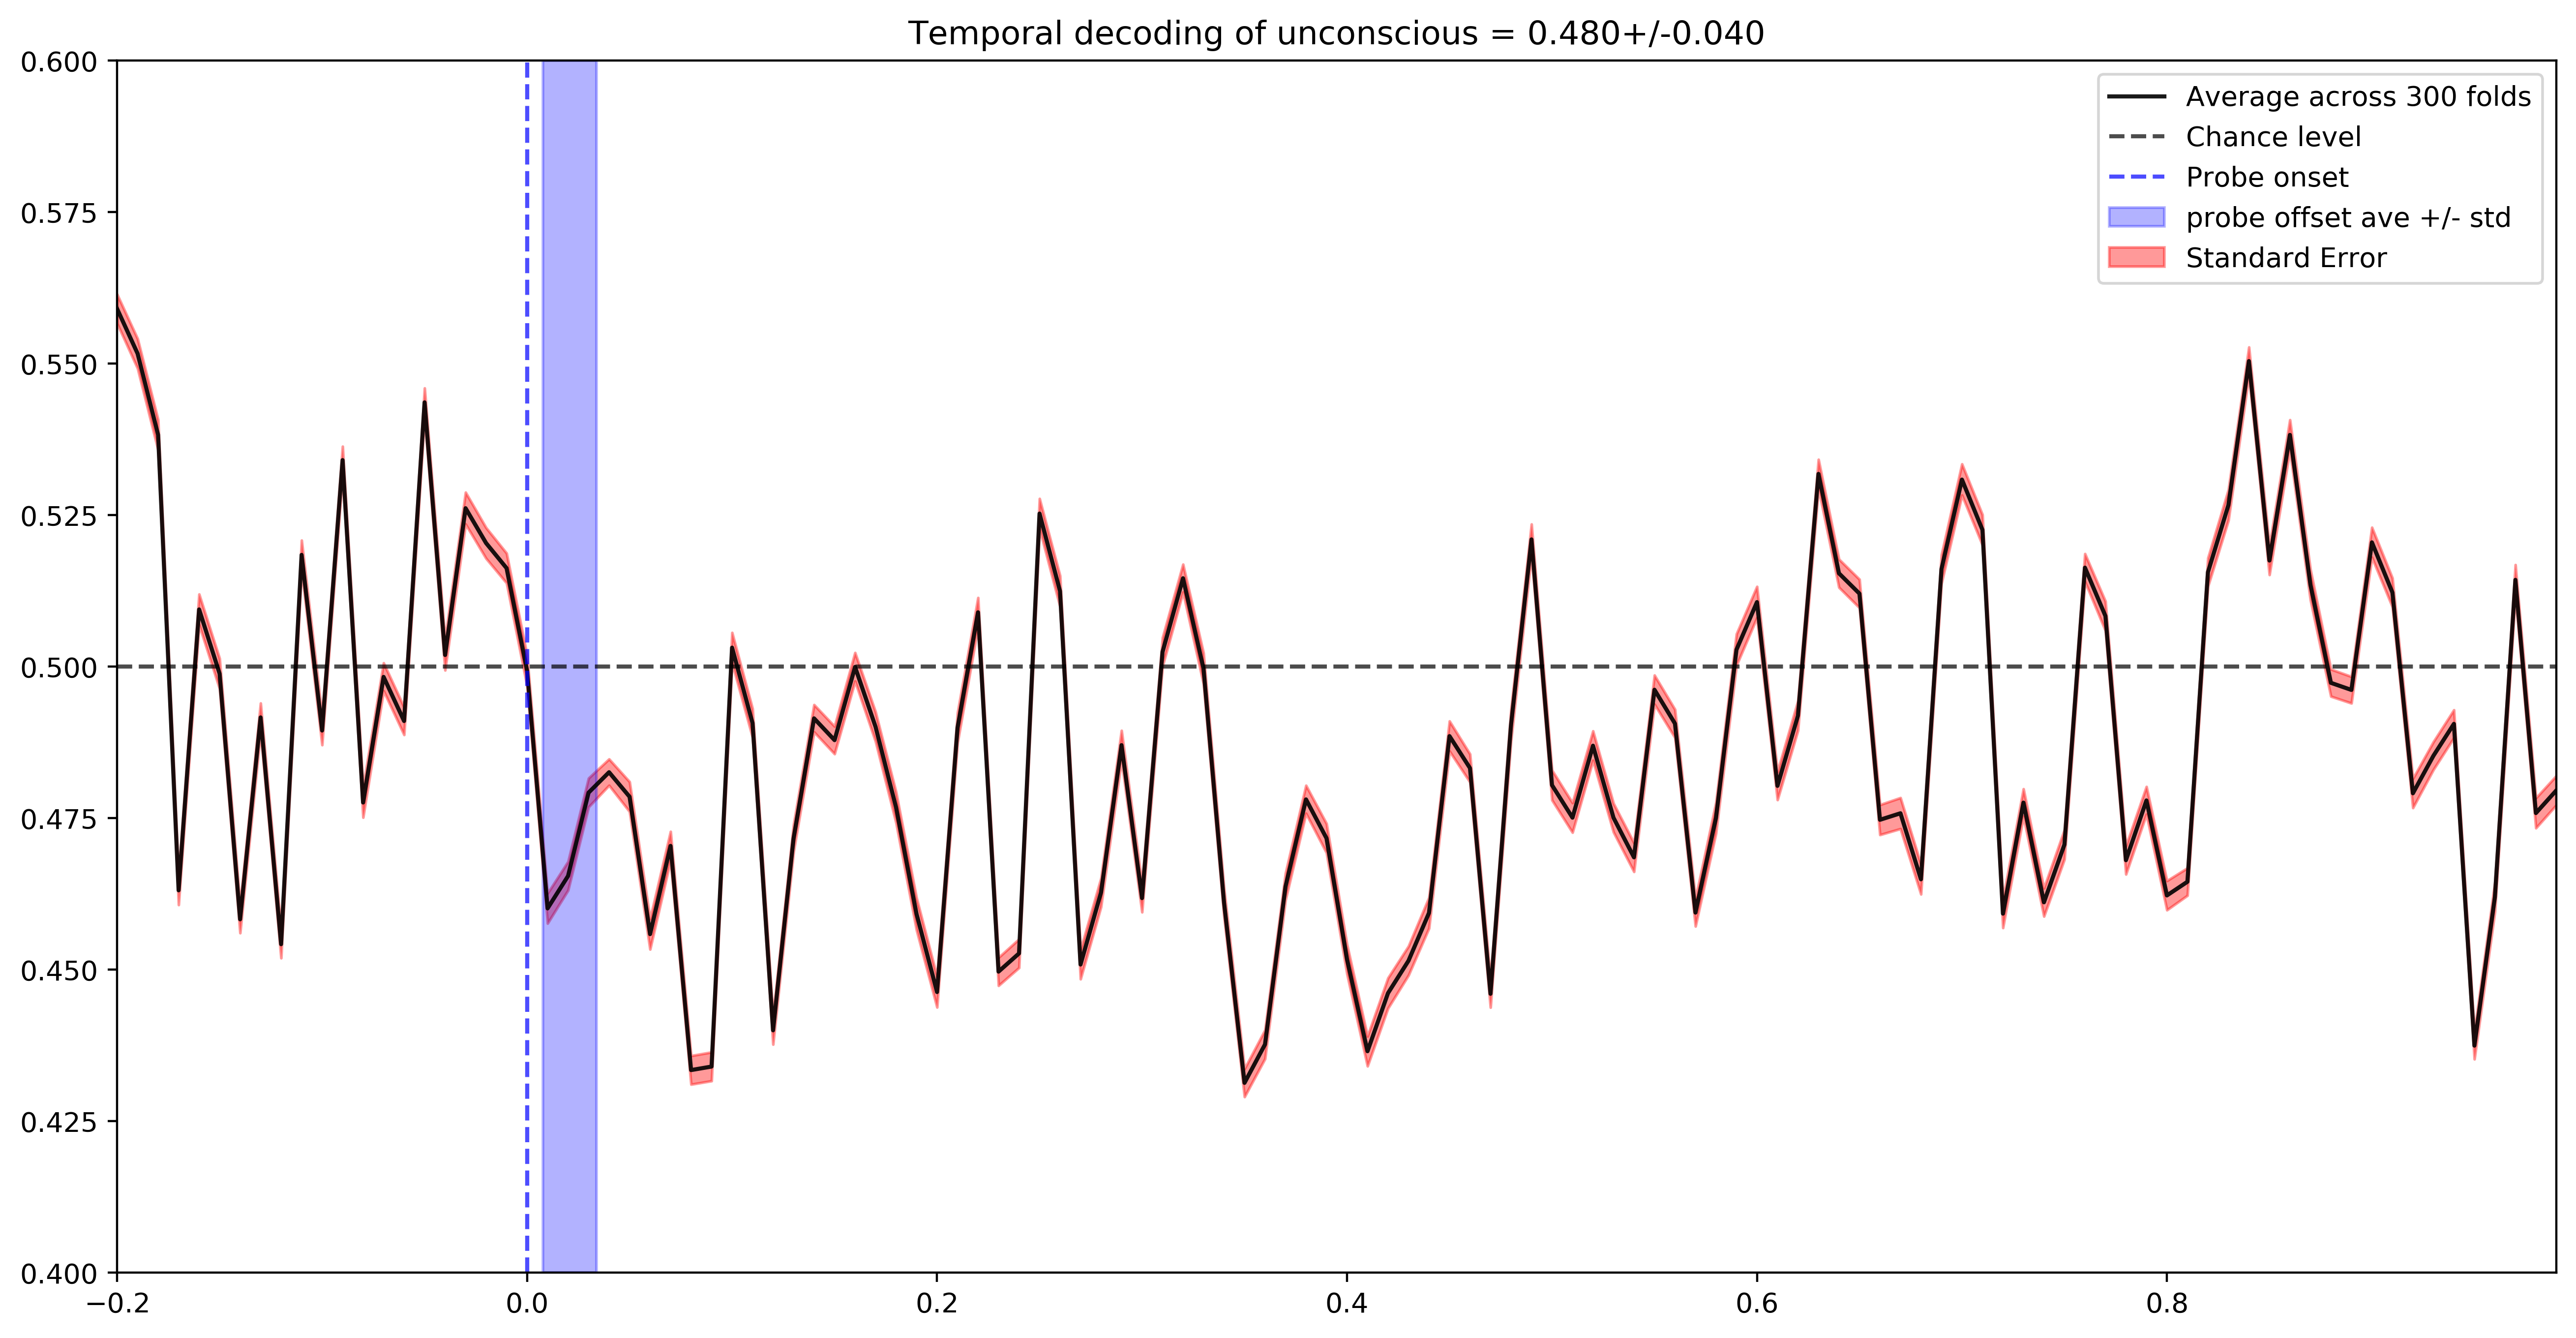 Temporal decoding of unconscious = 0.480+/-0.040
0.600
0.575
0.550
0.525
0.500
0.475
0.450
0.425
0.400
Average across 300 folds
Chance level
Probe onset
probe offset ave +/- std
Standard Error
−0.2
0.0
0.2
0.4
0.6
0.8